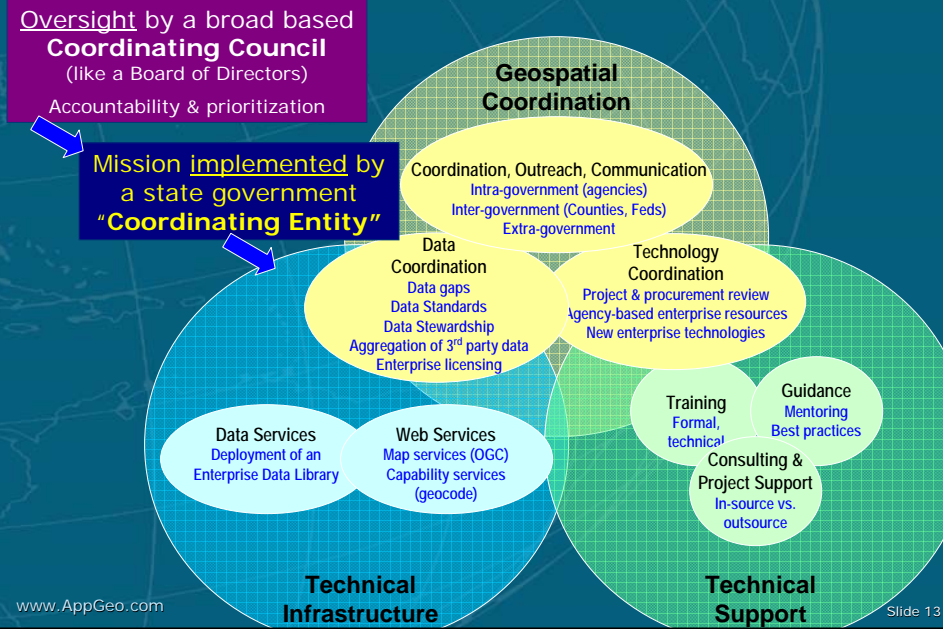 Oversight by a broad based
Coordinating Council
(like a Board of Directors)
Accountability & prioritization
Mission implemented by
a state government
“Coordinating Entity”
Geospatial
Coordination
Coordination, Outreach, Communication
Intra-government (agencies)
Inter-government (Counties, Feds)
Extra-government
Data
Coordination
Data gaps
Data Standards
Data Stewardship
Aggregation of 3rd party data
Enterprise licensing
Technology
Coordination
Project & procurement review
Agency-based enterprise resources
New enterprise technologies
Data Services
Deployment of an
Enterprise Data Library
Web Services
Map services (OGC)
Capability services
(geocode)
Training
Formal,
technical
Guidance
Mentoring
Best practices
Consulting &
Project Support
In-source vs.
outsource
Technical
Infrastructure
Technical
Support
www.AppGeo.com
Slide 13